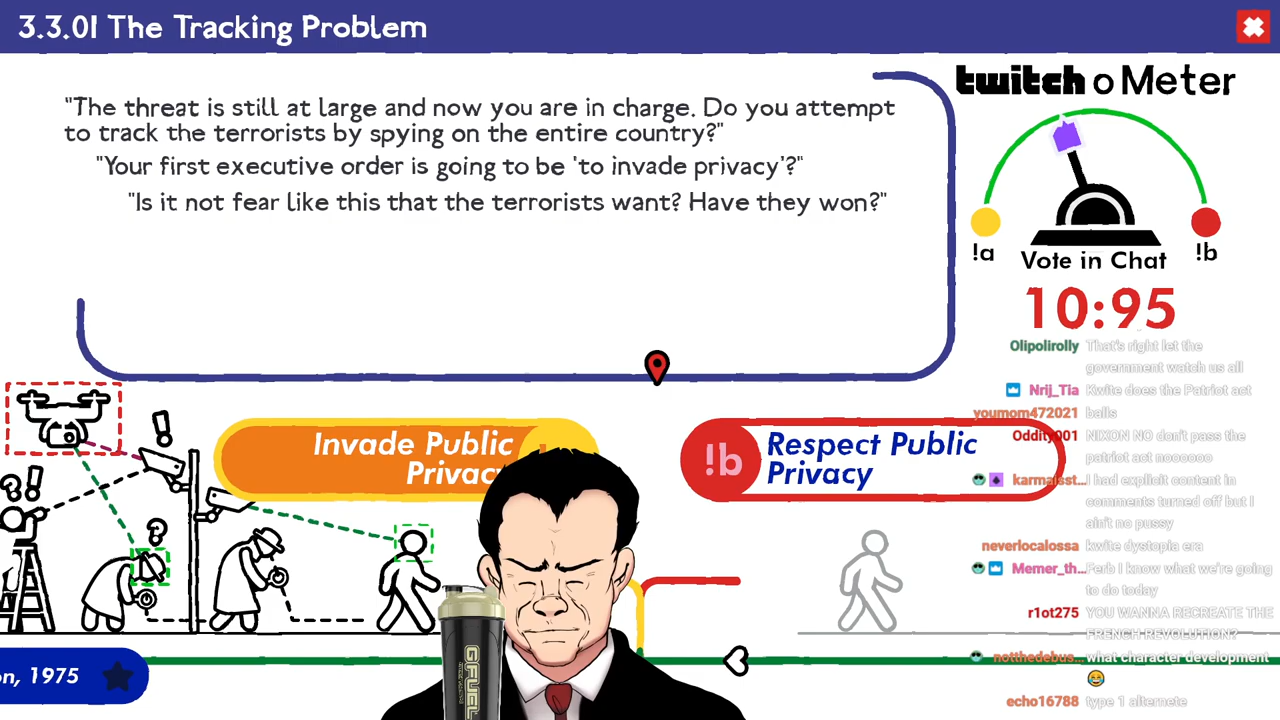 3.3.01 The Tracking Problem
"The threat is still at large and now you are in charge. Do you attempt
to track the terrorists by spying on the entire country?"
"Your first executive order is going to be 'to invade privacy'?"
"Is it not fear like this that the terrorists want? Have they won?"
twitch o Meter
!a
!b
Vote in Chat
10:95
Olipolirolly That's right let the
government watch us all
Nrij_Tia Kwite does the Patriot act
youmom472021 balls
Oddity001 NIXON NO don't pass the
patriot act noooooo
karmaisst... I had explicit content in
comments turned off but I
ain't no pussy
neverlocalossa kwite dystopia era
Memer_th... Ferb I know what we're going
to do today
r1ot275 YOU WANNA RECREATE THE
FRENCH REVOLUTION?
notthedebus... what character development
echo16788 type 1 alternete
Invade Public
Privacy
!b
Respect Public
Privacy
GFUEL
on, 1975